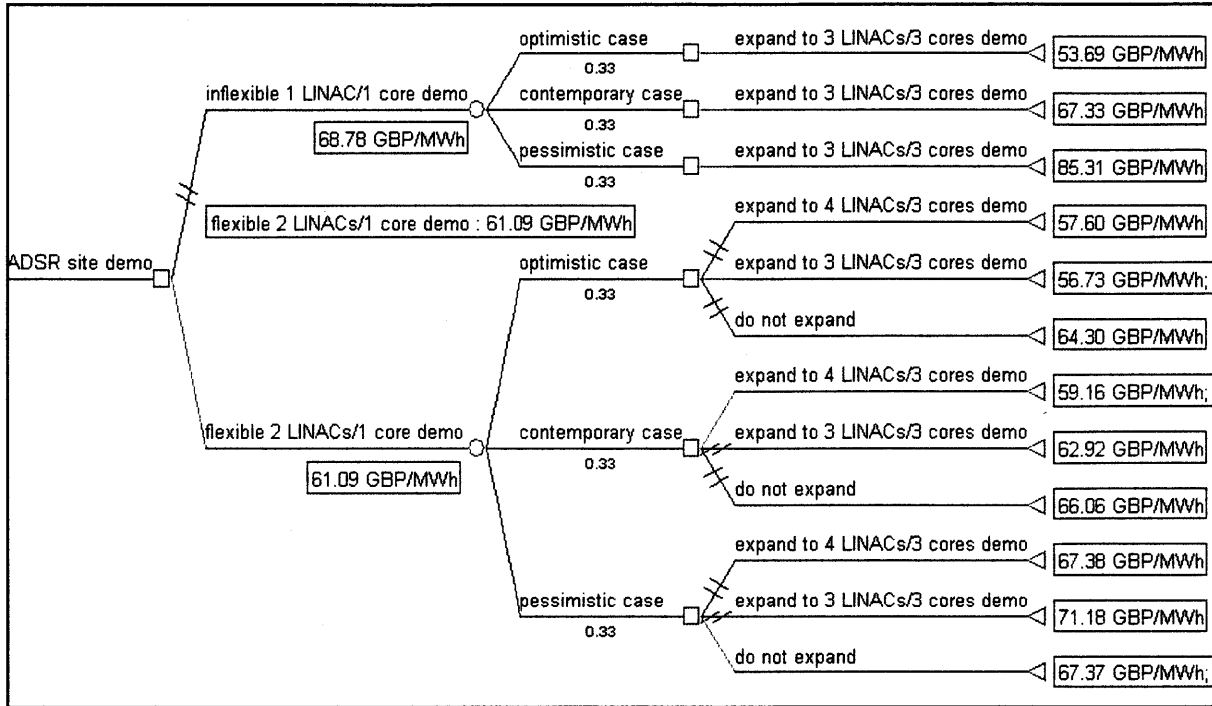 optimistic case
expand to 3 LINACs/3 cores demo
53.69 GBP/MWh
0.33
inflexible 1 LINAC/1 core demo
contemporary case
expand to 3 LINACs/3 cores demo
67.33 GBP/MWh
68.78 GBP/MWh
0.33
pessimistic case
expand to 3 LINACs/3 cores demo
85.31 GBP/MWh
0.33
flexible 2 LINACs/1 core demo : 61.09 GBP/MWh
expand to 4 LINACs/3 cores demo
57.60 GBP/MWh
ADSR site demo
optimistic case
expand to 3 LINACs/3 cores demo
56.73 GBP/MWh;
0.33
do not expand
64.30 GBP/MWh
expand to 4 LINACs/3 cores demo
59.16 GBP/MWh;
flexible 2 LINACs/1 core demo
contemporary case
expand to 3 LINACs/3 cores demo
62.92 GBP/MWh
61.09 GBP/MWh
0.33
do not expand
66.06 GBP/MWh
expand to 4 LINACs/3 cores demo
67.38 GBP/MWh
pessimistic case
expand to 3 LINACs/3 cores demo
71.18 GBP/MWh
0.33
do not expand
67.37 GBP/MWh;